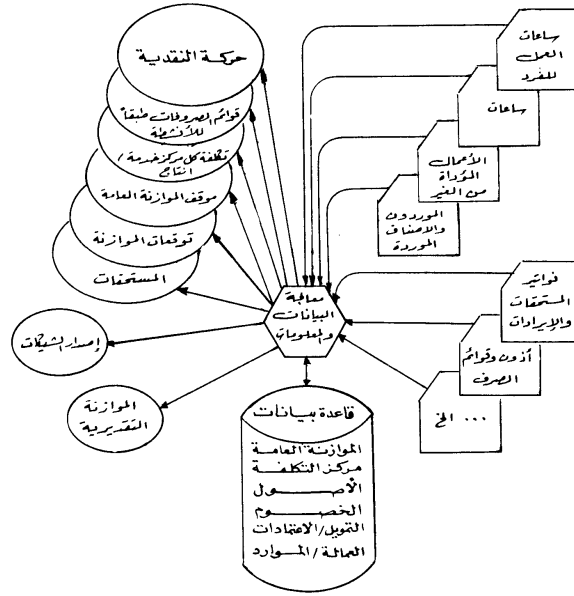 ساعات
العمل
للفرد
ساعات
الأعمال
المؤداة
من الغير
الموردون
والاصناف
الموردة
فواتير
المستحقات
والإيرادات
أذون وقوائم
الصرف
... الخ
حركة النقدية
قوائم المصروفات طبقاً
للأنشطة
تكلفة كل مركز خدمة /
انتاج
موقف الموازنة العامة
توقعات الموازنة
المستحقات
إصدار الشيكات
الموازنة
التقديرية
معالجة
البيانات
والمعلومات
قاعدة بيانات
الموازنة العامة
مركز التكلفة
الأصول
الخصوم
التمويل/الاعتمادات
العمالة/الموارد